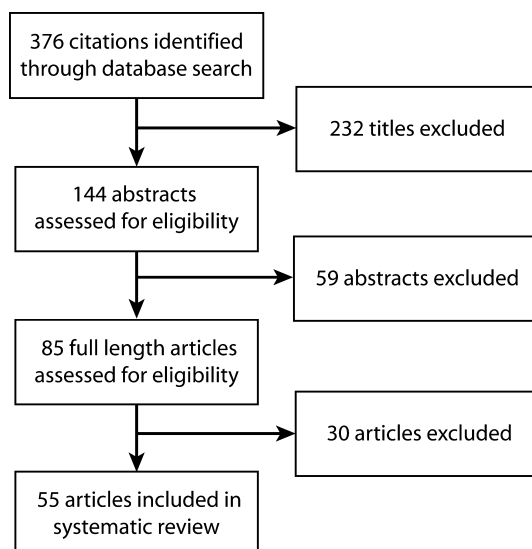 376 citations identified
through database search
232 titles excluded
144 abstracts
assessed for eligibility
59 abstracts excluded
85 full length articles
assessed for eligibility
30 articles excluded
55 articles included in
systematic review